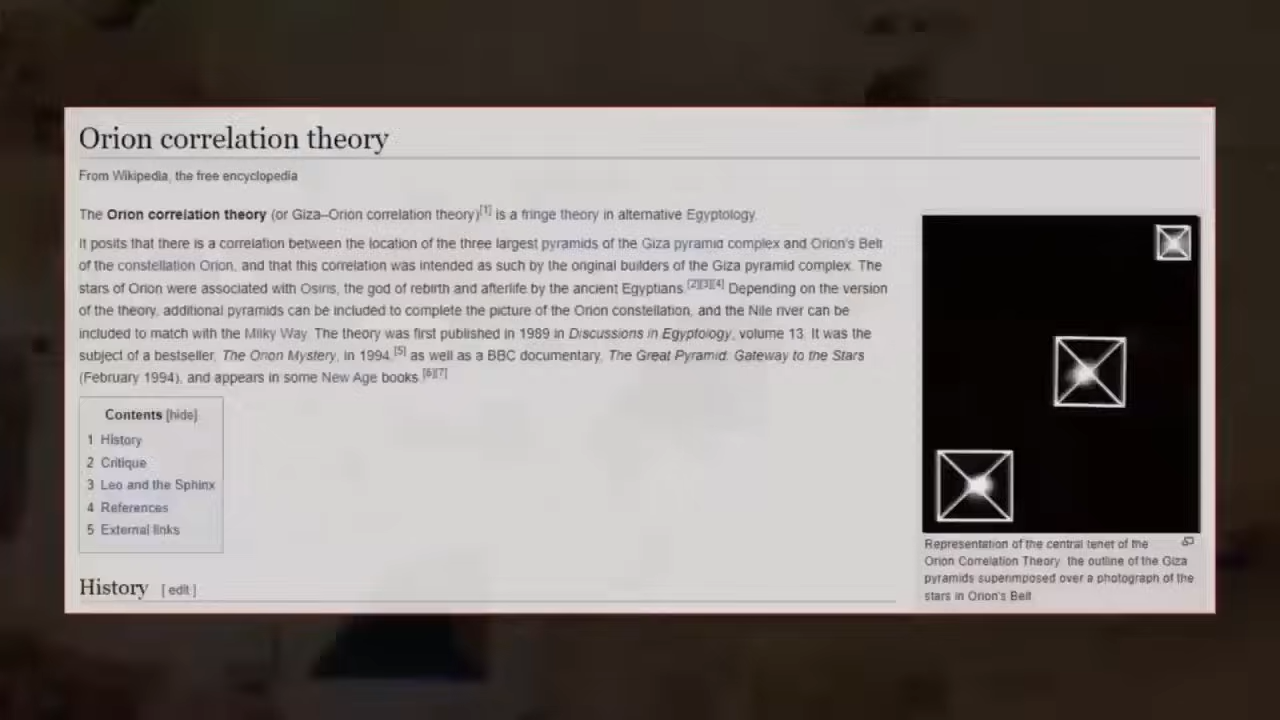 Orion correlation theory
From Wikipedia, the free encyclopedia
The Orion correlation theory (or Giza–Orion correlation theory)[1] is a fringe theory in alternative Egyptology.
It posits that there is a correlation between the location of the three largest pyramids of the Giza pyramid complex and Orion's Belt
of the constellation Orion, and that this correlation was intended as such by the original builders of the Giza pyramid complex. The
stars of Orion were associated with Osiris, the god of rebirth and afterlife by the ancient Egyptians.[2][3][4] Depending on the version
of the theory, additional pyramids can be included to complete the picture of the Orion constellation, and the Nile river can be
included to match with the Milky Way. The theory was first published in 1989 in Discussions in Egyptology, volume 13. It was the
subject of a bestseller, The Orion Mystery, in 1994,[5] as well as a BBC documentary, The Great Pyramid: Gateway to the Stars
(February 1994), and appears in some New Age books.[6][7]
Contents [hide]
1 History
2 Critique
3 Leo and the Sphinx
4 References
5 External links
History [ edit ]
Representation of the central tenet of the
Orion Correlation Theory: the outline of the Giza
pyramids superimposed over a photograph of the
stars in Orion's Belt